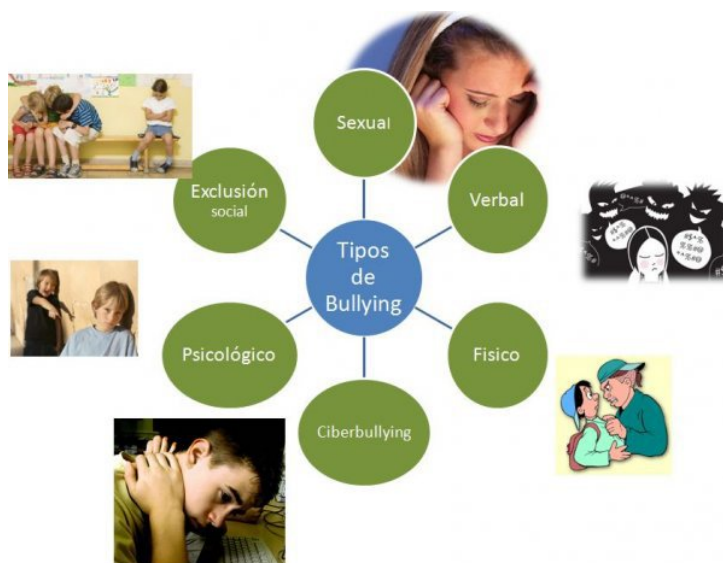 Sexual
Exclusión
social
Verbal
Tipos
de
Bullying
Psicológico
Fisico
Ciberbullying